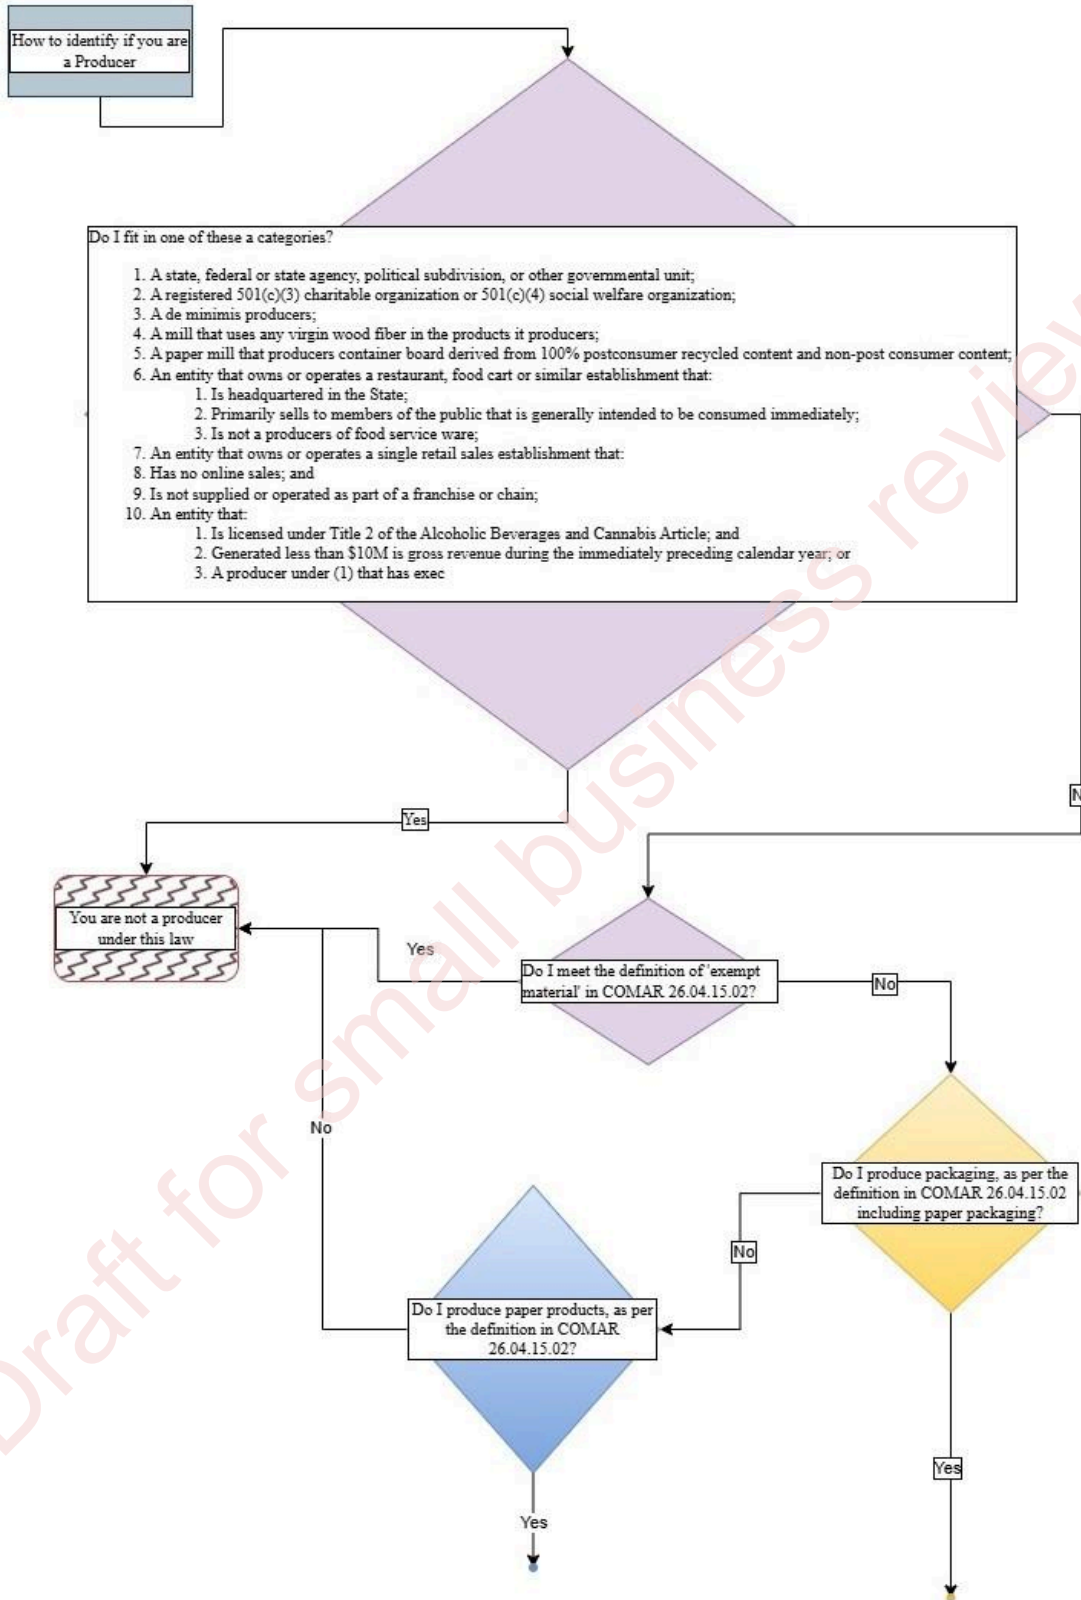 How to identify if you are
a Producer
Do I fit in one of these a categories?
1. A state, federal or state agency, political subdivision, or other governmental unit;
2. A registered 501(c)(3) charitable organization or 501(c)(4) social welfare organization;
3. A de minimis producers;
4. A mill that uses any virgin wood fiber in the products it producers;
5. A paper mill that producers container board derived from 100% postconsumer recycled content and non-post consumer content;
6. An entity that owns or operates a restaurant, food cart or similar establishment that:
1. Is headquartered in the State;
2. Primarily sells to members of the public that is generally intended to be consumed immediately;
3. Is not a producers of food service ware;
7. An entity that owns or operates a single retail sales establishment that:
8. Has no online sales; and
9. Is not supplied or operated as part of a franchise or chain;
10. An entity that:
1. Is licensed under Title 2 of the Alcoholic Beverages and Cannabis Article; and
2. Generated less than $10M is gross revenue during the immediately preceding calendar year; or
3. A producer under (1) that has exec
N
Yes
You are not a producer
under this law
Yes
Do I meet the definition of 'exempt
material' in COMAR 26.04.15.02?
No
No
Do I produce packaging, as per the
definition in COMAR 26.04.15.02
including paper packaging?
No
Do I produce paper products, as per
the definition in COMAR
26.04.15.02?
Yes
Yes
Draft for small business review